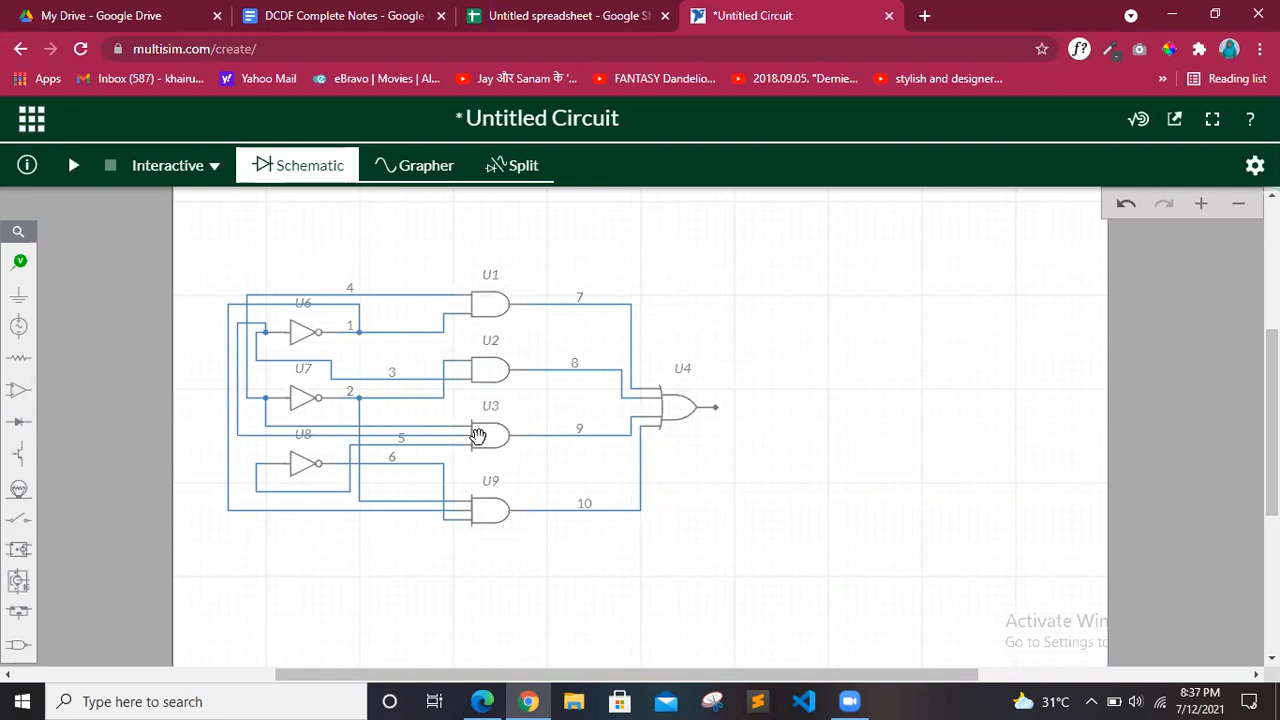 My Drive - Google Drive
DCDF Complete Notes - Google
Untitled spreadsheet - Google Sh
*Untitled Circuit
multisim.com/create/
f?
Apps
Inbox (587) - khairu...
Yahoo Mail
eBravo | Movies | Al...
Jay और Sanam के '...
FANTASY Dandelio...
2018.09.05. "Dernie...
stylish and designer...
»
Reading list
*Untitled Circuit
?
Interactive
Schematic
Grapher
Split
V
U1
4
7
U6
1
U2
8
U7
3
U4
2
U3
9
U8
5
6
U9
10
Activate Win
Go to Settings to
Type here to search
31°C
8:37 PM
7/12/2021